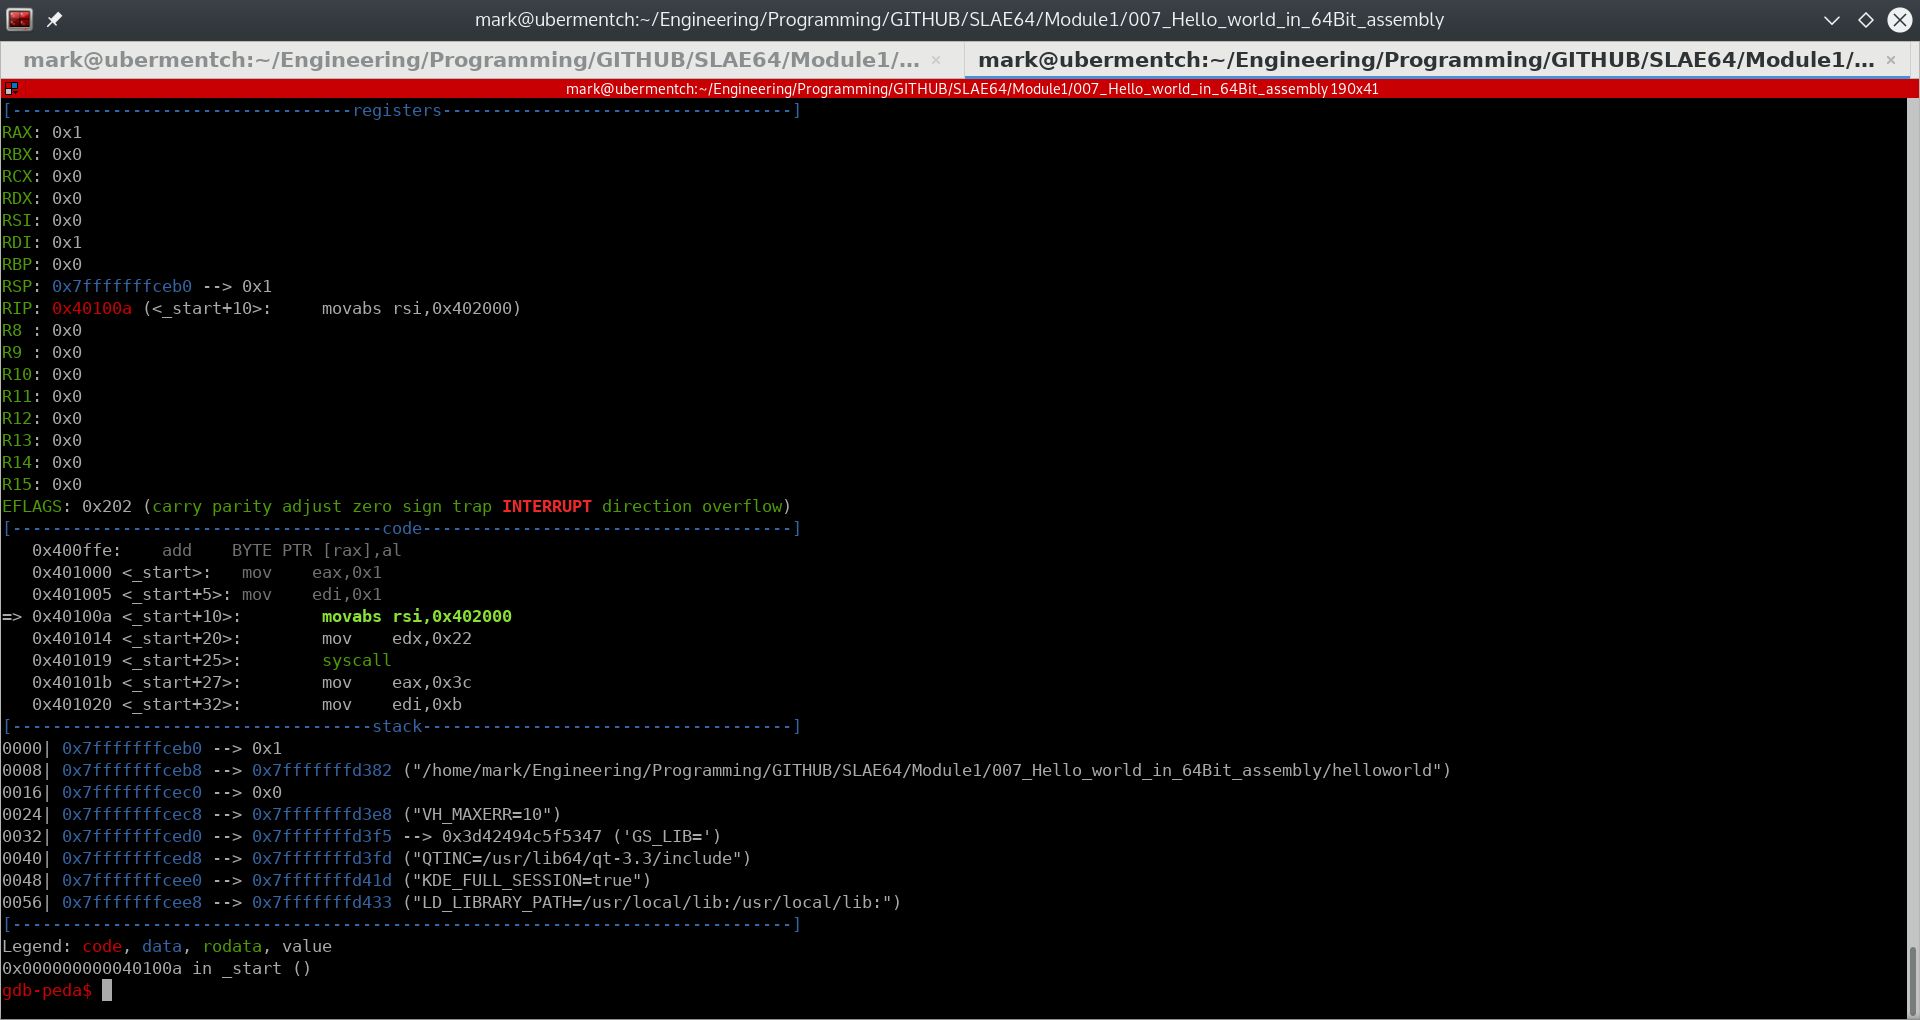 mark@ubermentch:~/Engineering/Programming/GITHUB/SLAE64/Module1/007_Hello_world_in_64Bit_assembly
mark@ubermentch:~/Engineering/Programming/GITHUB/SLAE64/Module1/... × mark@ubermentch:~/Engineering/Programming/GITHUB/SLAE64/Module1/... ×
mark@ubermentch:~/Engineering/Programming/GITHUB/SLAE64/Module1/007_Hello_world_in_64Bit_assembly 190x41
[----------------------------------registers-----------------------------------]
RAX: 0x1
RBX: 0x0
RCX: 0x0
RDX: 0x0
RSI: 0x0
RDI: 0x1
RBP: 0x0
RSP: 0x7fffffffceb0 --> 0x1
RIP: 0x40100a (<_start+10>:     movabs rsi,0x402000)
R8 : 0x0
R9 : 0x0
R10: 0x0
R11: 0x0
R12: 0x0
R13: 0x0
R14: 0x0
R15: 0x0
EFLAGS: 0x202 (carry parity adjust zero sign trap INTERRUPT direction overflow)
[-------------------------------------code-------------------------------------]
   0x400ffe:    add    BYTE PTR [rax],al
   0x401000 <_start>:   mov    eax,0x1
   0x401005 <_start+5>: mov    edi,0x1
=> 0x40100a <_start+10>:        movabs rsi,0x402000
   0x401014 <_start+20>:        mov    edx,0x22
   0x401019 <_start+25>:        syscall
   0x40101b <_start+27>:        mov    eax,0x3c
   0x401020 <_start+32>:        mov    edi,0xb
[------------------------------------stack-------------------------------------]
0000| 0x7fffffffceb0 --> 0x1
0008| 0x7fffffffceb8 --> 0x7fffffffd382 ("/home/mark/Engineering/Programming/GITHUB/SLAE64/Module1/007_Hello_world_in_64Bit_assembly/helloworld")
0016| 0x7fffffffcec0 --> 0x0
0024| 0x7fffffffcec8 --> 0x7fffffffd3e8 ("VH_MAXERR=10")
0032| 0x7fffffffced0 --> 0x7fffffffd3f5 --> 0x3d42494c5f5347 ('GS_LIB=')
0040| 0x7fffffffced8 --> 0x7fffffffd3fd ("QTINC=/usr/lib64/qt-3.3/include")
0048| 0x7fffffffcee0 --> 0x7fffffffd41d ("KDE_FULL_SESSION=true")
0056| 0x7fffffffcee8 --> 0x7fffffffd433 ("LD_LIBRARY_PATH=/usr/local/lib:/usr/local/lib:")
[------------------------------------------------------------------------------]
Legend: code, data, rodata, value
0x000000000040100a in _start ()
gdb-peda$